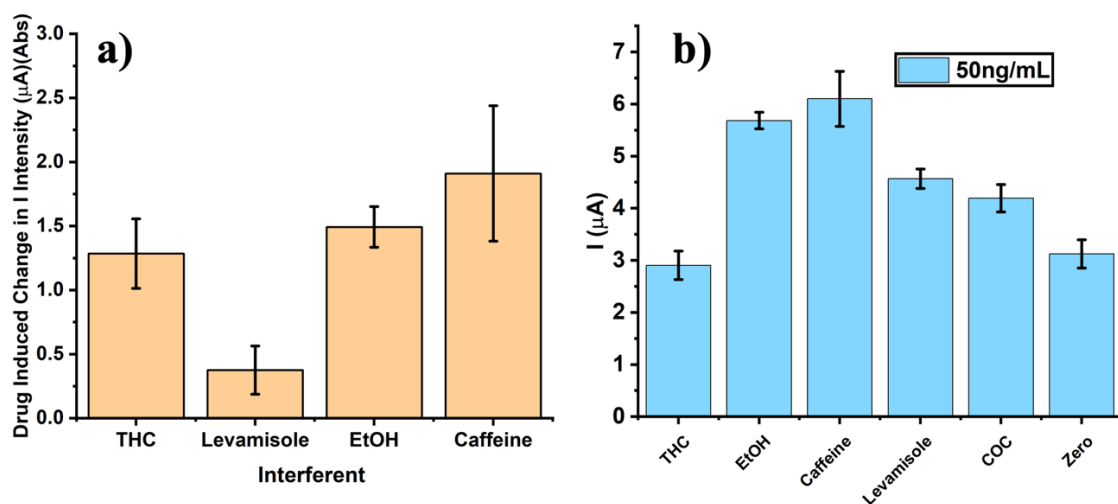 a)
Drug Induced Change in I Intensity (μA)(Abs)
3.0
2.5
2.0
1.5
1.0
0.5
0.0
THC Levamisole EtOH Caffeine
Interferent
b)
50ng/mL
I (μA)
7
6
5
4
3
2
1
0
THC EtOH Caffeine Levamisole COC Zero